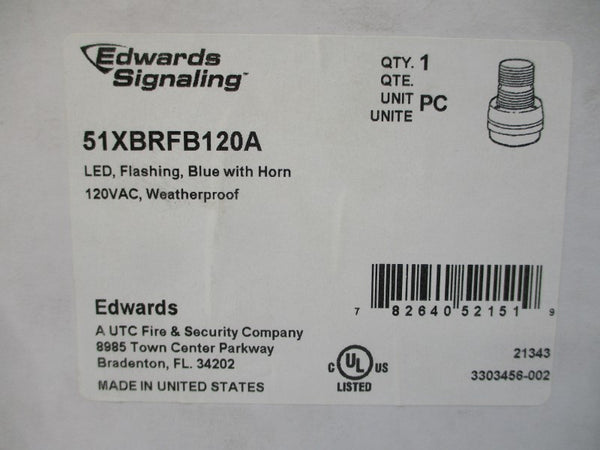 Edwards
Signaling™
QTY. 1
QTE.
UNIT PC
UNITE
51XBRFB120A
LED, Flashing, Blue with Horn
120VAC, Weatherproof
7 82640 52151 9
Edwards
A UTC Fire & Security Company
8985 Town Center Parkway
Bradenton, FL. 34202
MADE IN UNITED STATES
C UL US
LISTED
21343
3303456-002